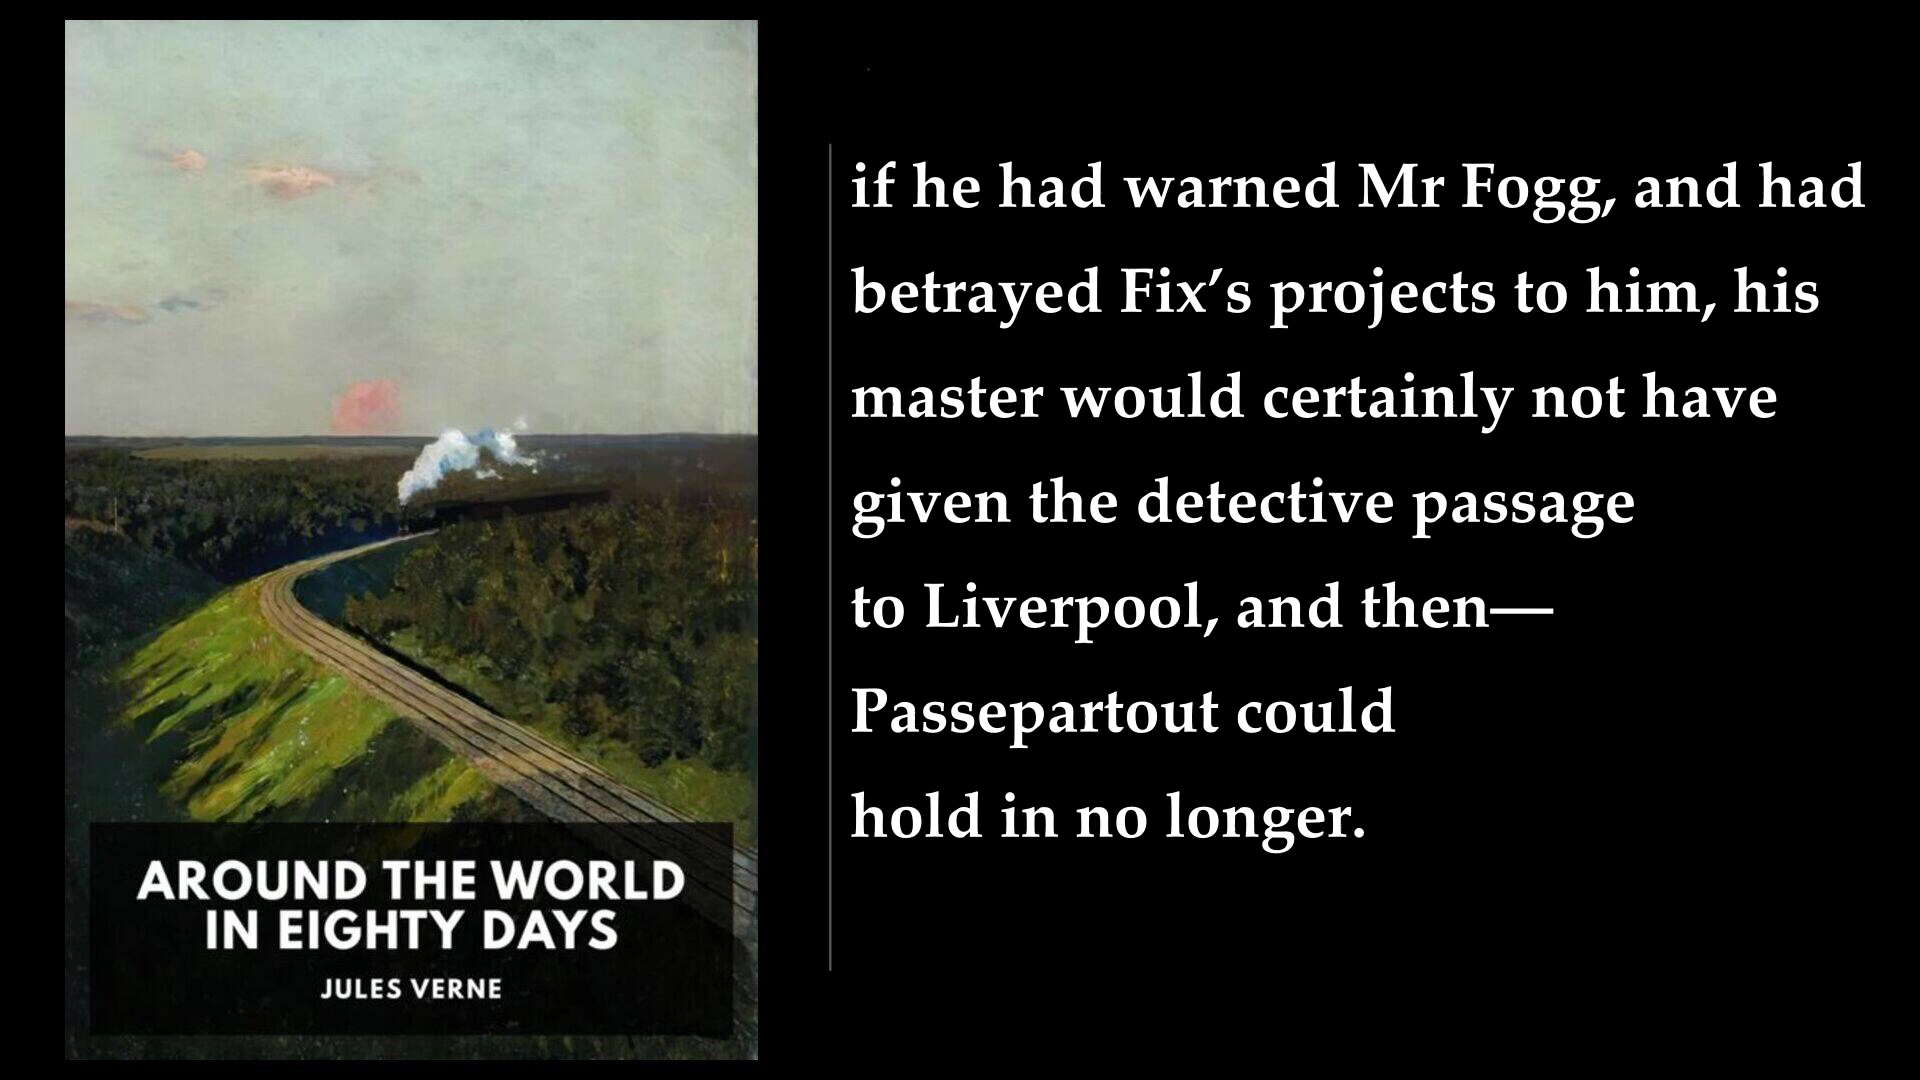 if he had warned Mr Fogg, and had
betrayed Fix’s projects to him, his
master would certainly not have
given the detective passage
to Liverpool, and then—
Passepartout could
hold in no longer.
AROUND THE WORLD
IN EIGHTY DAYS
JULES VERNE